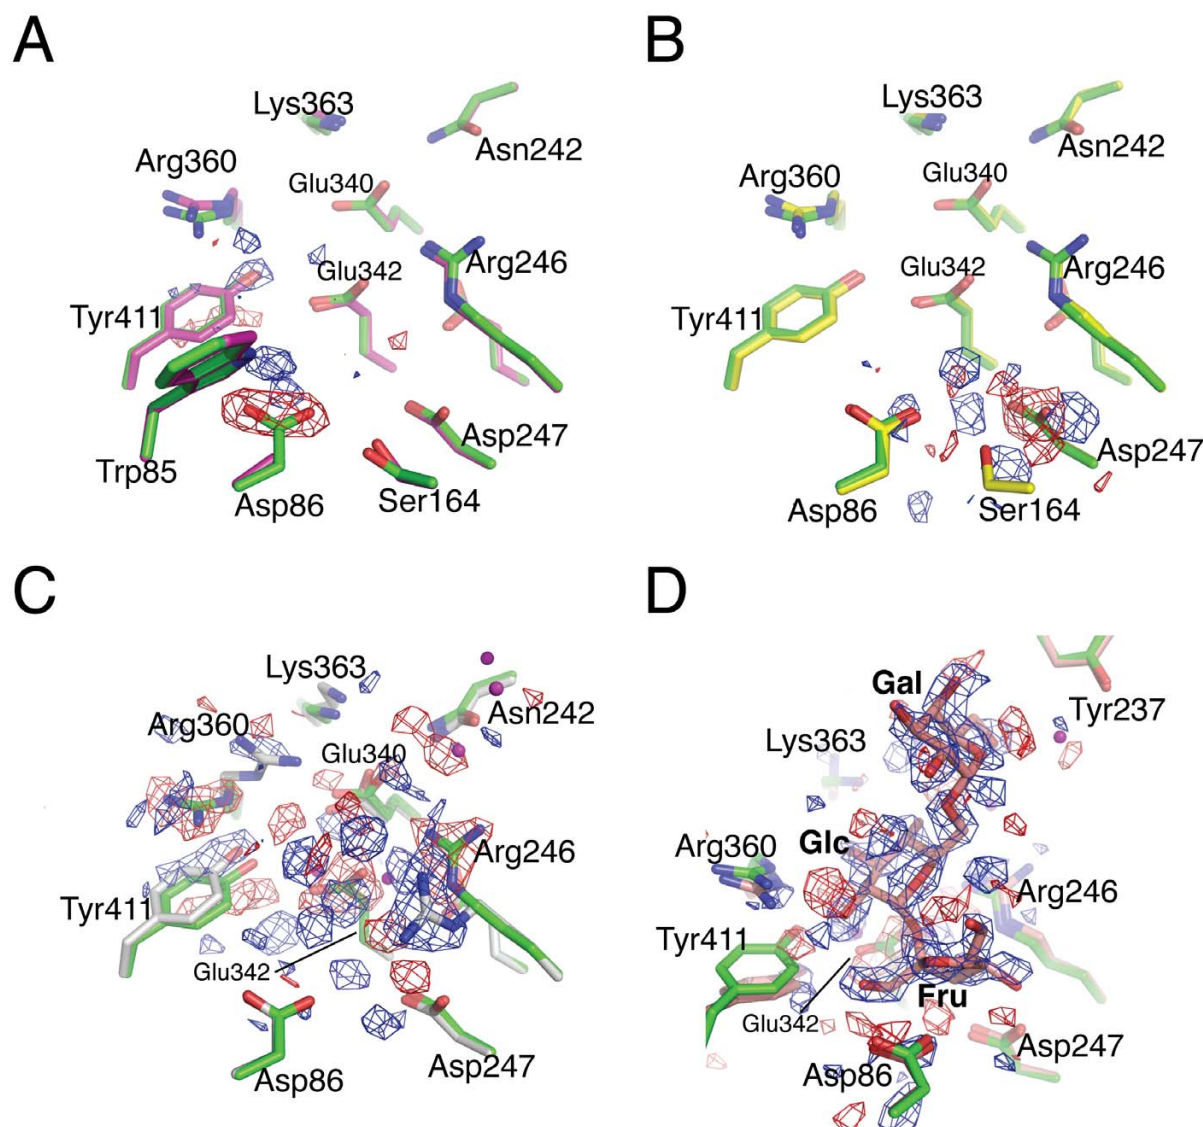 A
Lys363
Asn242
Arg360
Glu340
Glu342
Arg246
Tyr411
Trp85
Asp86
Ser164
Asp247
B
Lys363
Asn242
Arg360
Glu340
Glu342
Arg246
Tyr411
Asp247
Asp86
Ser164
C
Lys363
Asn242
Arg360
Glu340
Arg246
Tyr411
Glu342
Asp86
Asp247
D
Gal
Tyr237
Lys363
Glc
Arg360
Arg246
Tyr411
Fru
Glu342
Asp247
Asp86